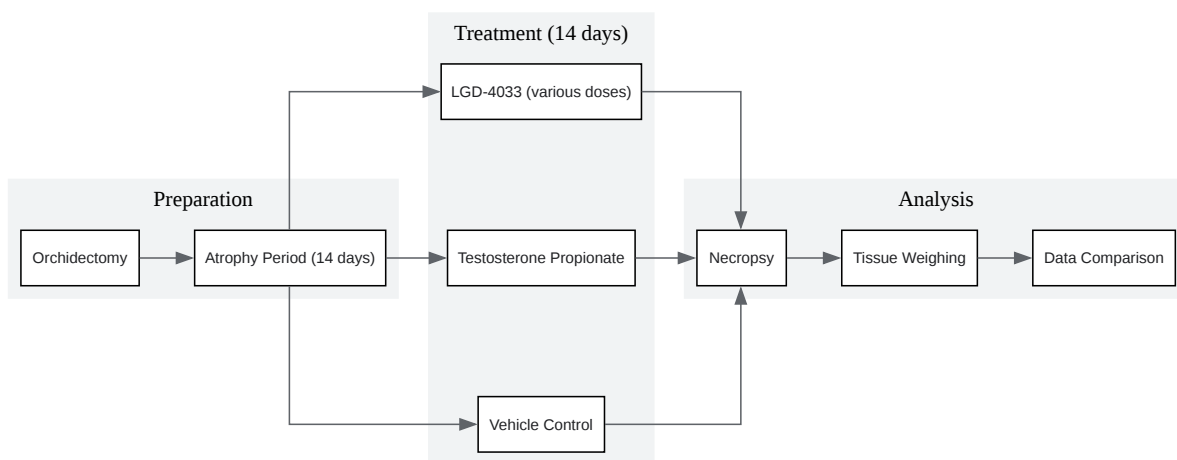 Treatment (14 days)
LGD-4033 (various doses)
Preparation
Analysis
Orchidectomy
Atrophy Period (14 days)
Testosterone Propionate
Necropsy
Tissue Weighing
Data Comparison
Vehicle Control